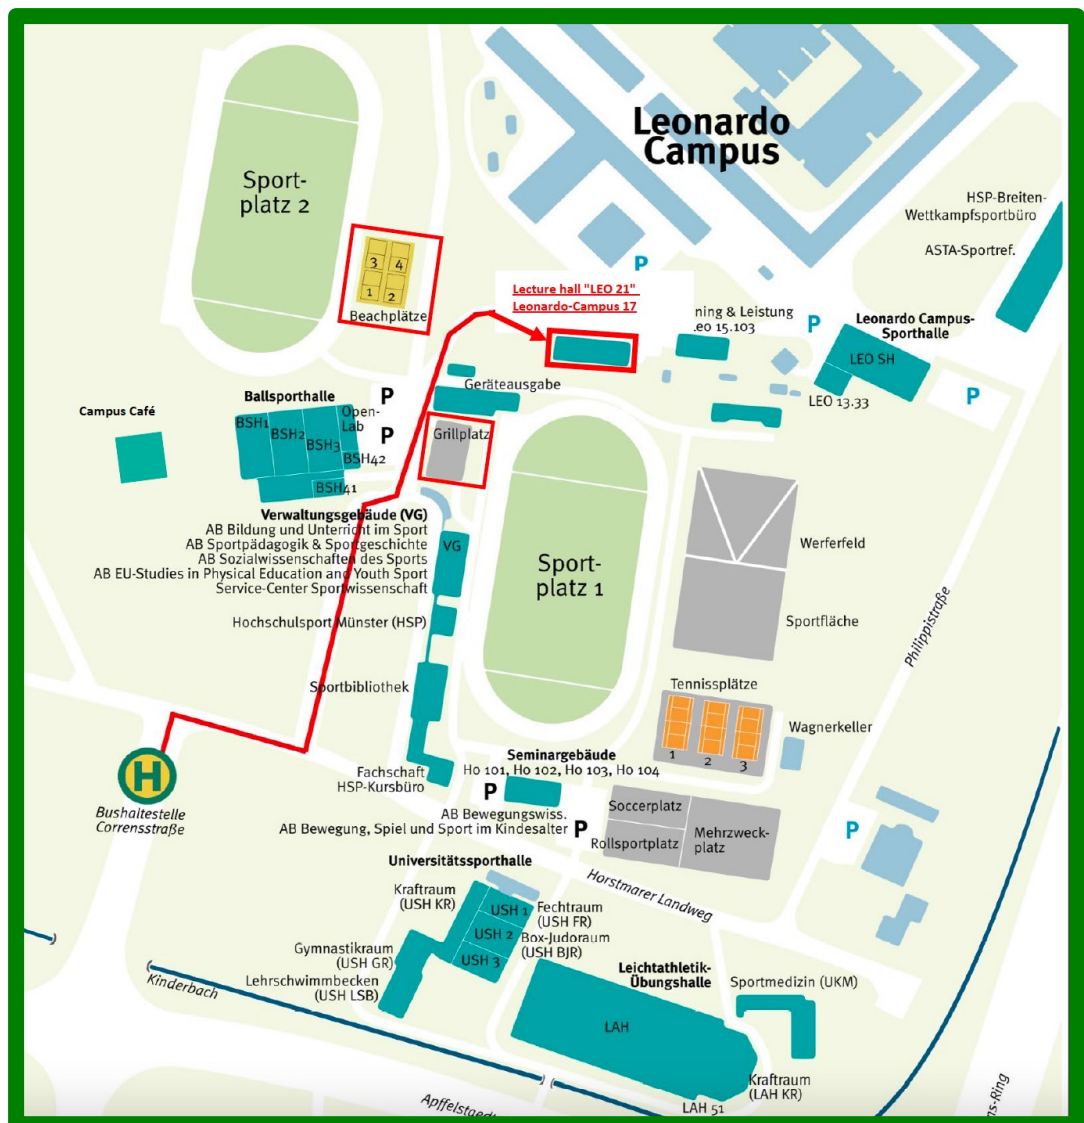 Leonardo
Campus
Sport-
platz 2
HSP-Breiten-
Wettkampfsportbüro
ASTA-Sportref.
3
4
1
2
Beachplätze
P
Lecture hall "LEO 21"
Leonardo-Campus 17
ning & Leistung
Leo 15.103
P
Leonardo Campus-
Sporthalle
LEO SH
LEO 13.33
P
Geräteausgabe
Ballsporthalle
P
Campus Café
BSH1
BSH2
BSH3
Open-
Lab
BSH42
BSH41
P
Grillplatz
Verwaltungsgebäude (VG)
AB Bildung und Unterricht im Sport
AB Sportpädagogik & Sportgeschichte
AB Sozialwissenschaften des Sports
AB EU-Studies in Physical Education and Youth Sport
Service-Center Sportwissenschaft
VG
Hochschulsport Münster (HSP)
Sportbibliothek
Sport-
platz 1
Werferfeld
Sportfläche
Philippistraße
Tennissplätze
1
2
3
Wagnerkeller
H
Bushaltestelle
Corrensstraße
Fachschaft
HSP-Kursbüro
Seminargebäude
Ho 101, Ho 102, Ho 103, Ho 104
P
AB Bewegungswiss.
AB Bewegung, Spiel und Sport im Kindesalter
P
Soccerplatz
Rollsportplatz
Mehrzweck-
platz
P
Horstmarer Landweg
Universitätssporthalle
Kraftraum
(USH KR)
USH 1
USH 2
USH 3
Fechtraum
(USH FR)
Box-Judoraum
(USH BJR)
Gymnastikraum
(USH GR)
Lehrschwimmbecken
(USH LSB)
Kinderbach
Leichtathletik-
Übungshalle
LAH
Sportmedizin (UKM)
Kraftraum
(LAH KR)
LAH 51
Apffelstaedt
ns-Ring